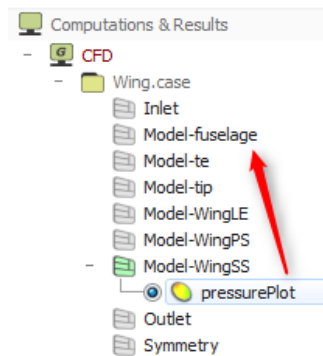 Computations & Results
G CFD
Wing.case
Inlet
Model-fuselage
Model-te
Model-tip
Model-WingLE
Model-WingPS
Model-WingSS
pressurePlot
Outlet
Symmetry